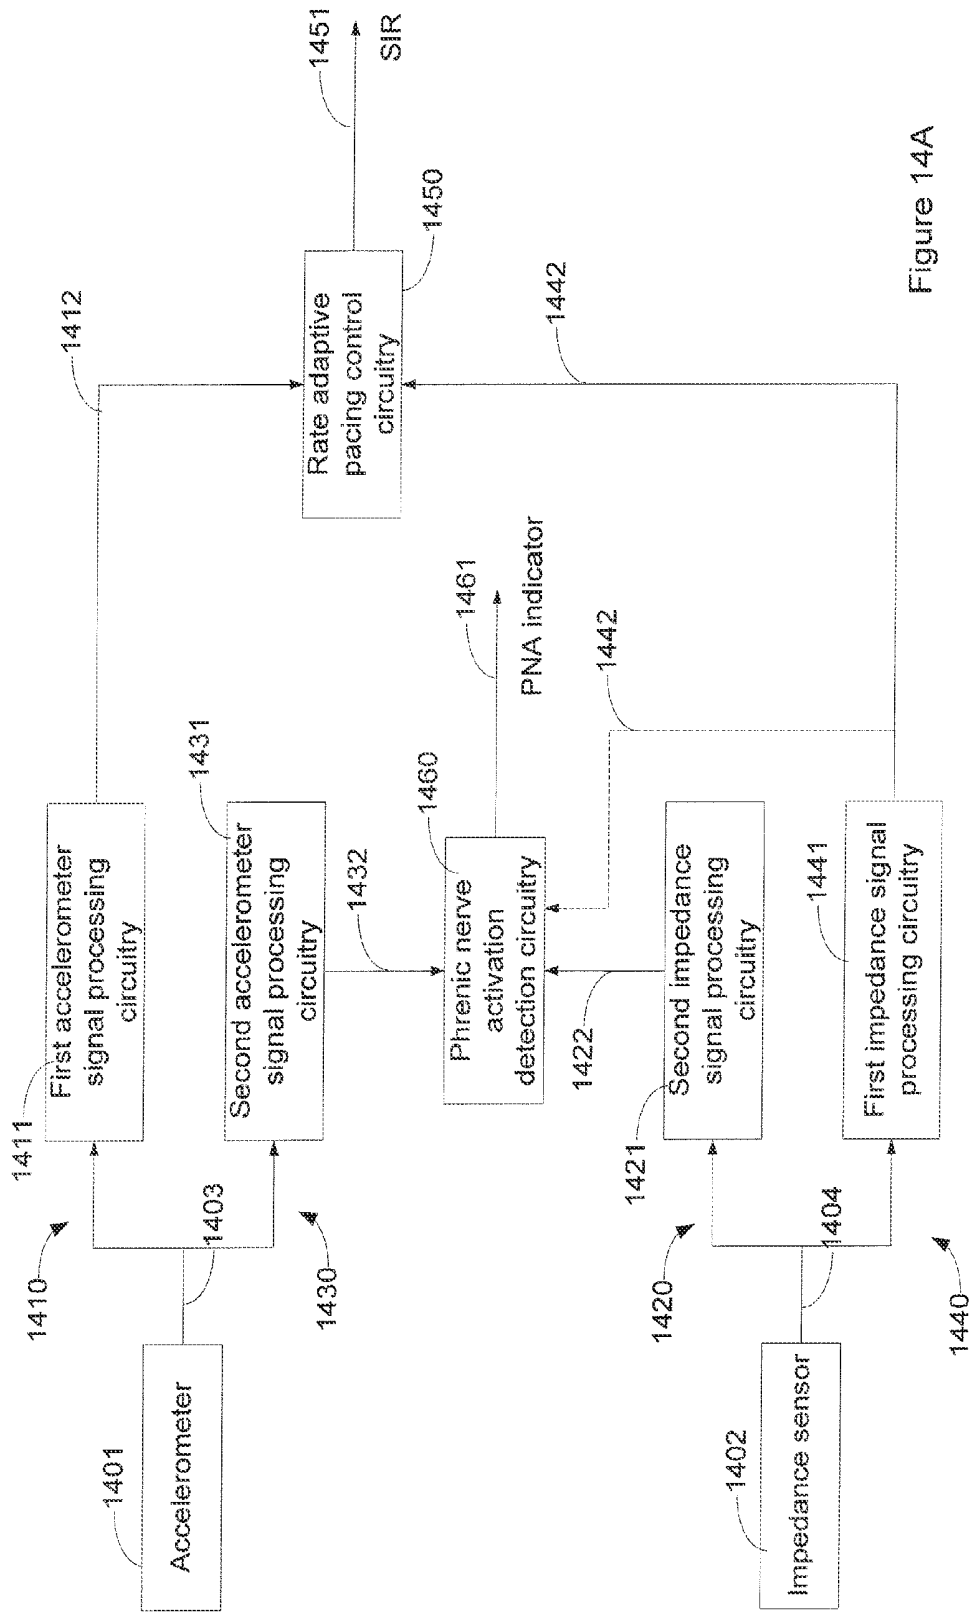 1401
Accelerometer
1410
1403
1430
1411
First accelerometer
signal processing
circuitry
1412
Second accelerometer
signal processing
circuitry
1431
1432
Rate adaptive
pacing control
circuitry
1450
1451
SIR
Phrenic nerve
activation
detection circuitry
1460
1461
PNA indicator
1422
1442
1442
1402
Impedance sensor
1420
1404
1440
1421
Second impedance
signal processing
circuitry
First impedance signal
processing circuitry
1441
Figure 14A